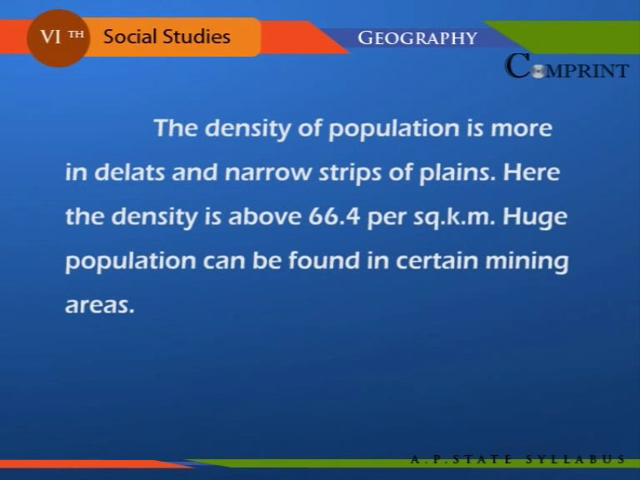 VI TH Social Studies GEOGRAPHY
COMPRINT
The density of population is more
in delats and narrow strips of plains. Here
the density is above 66.4 per sq.k.m. Huge
population can be found in certain mining
areas.
A.P.STATE SYLLABUS